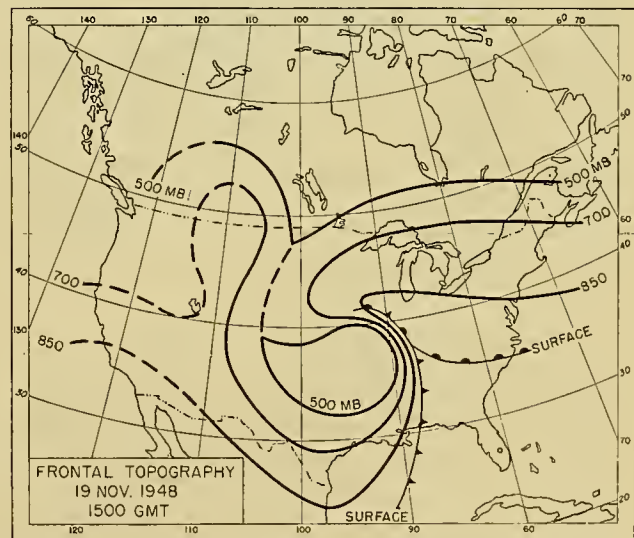 60 140 130 120 110 100 90 80 70 60 60 70
140
50
70
50
500 MB
500 MB
60
700
40
700
40
850
130
850
SURFACE
30
30
500 MB
70
FRONTAL TOPOGRAPHY
19 NOV. 1948
1500 GMT
20
120 110 100 SURFACE 90 80 60